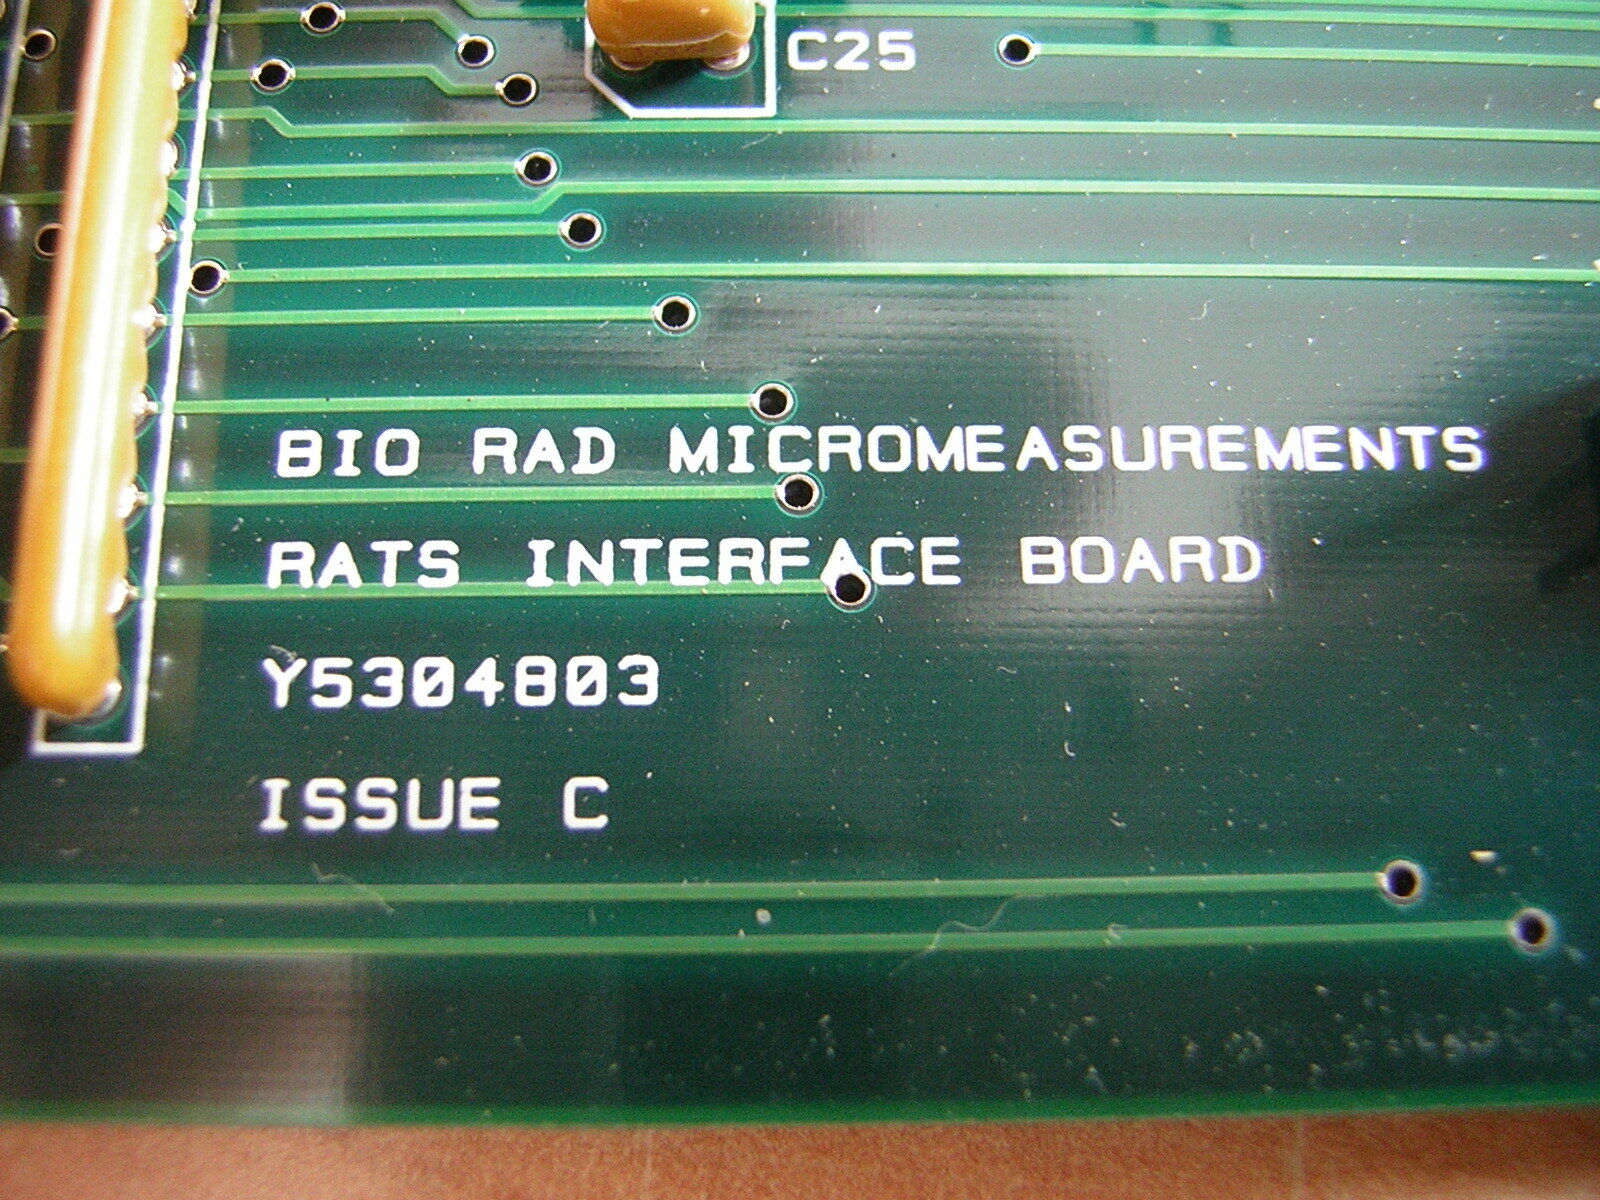 C25
BIO RAD MICROMEASUREMENTS
RATS INTERFACE BOARD
Y5304803
ISSUE C